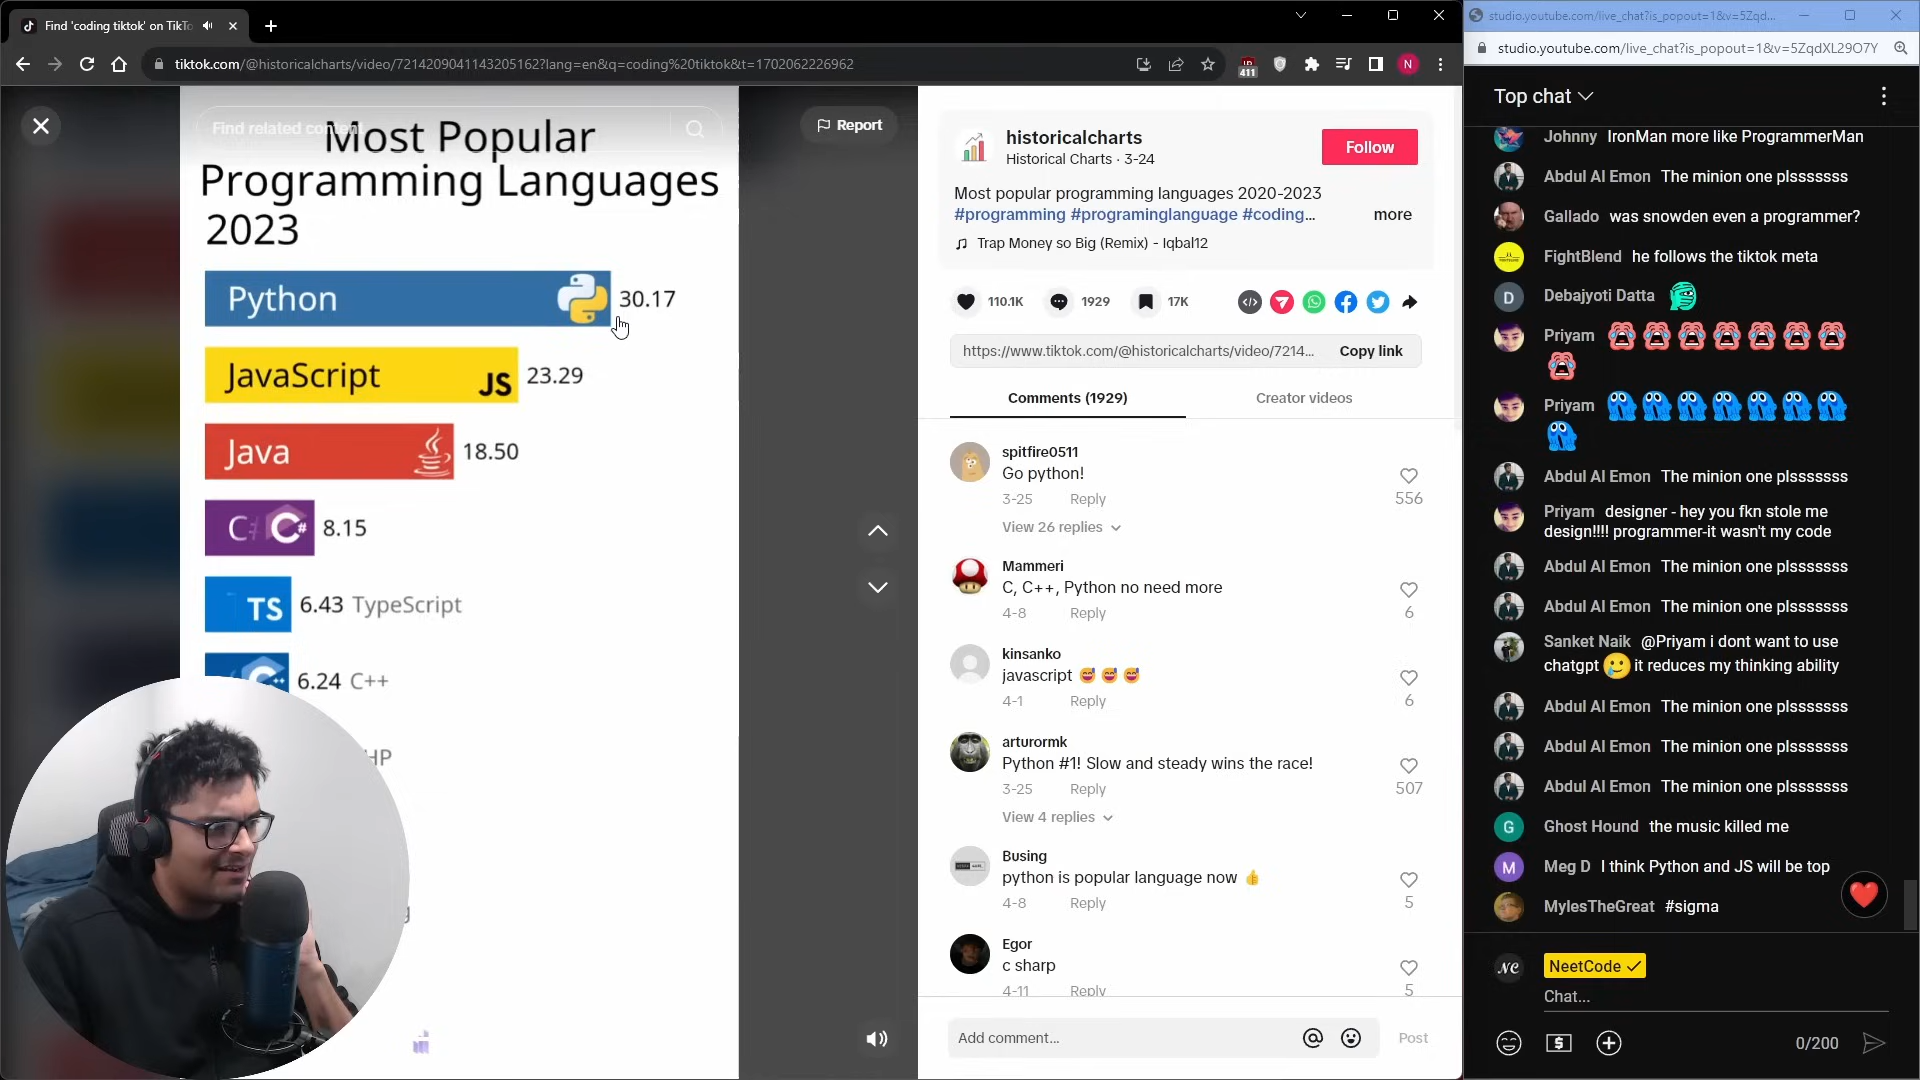 Find 'coding tiktok' on TikTo
tiktok.com/@historicalcharts/video/7214209041143205162?lang=en&q=coding%20tiktok&t=1702062226962
411
N
Find related content
Report
Most Popular
Programming Languages
2023
Python 30.17
JavaScript JS 23.29
Java 18.50
C# C# 8.15
TS 6.43 TypeScript
C++ 6.24 C++
HP
g
historicalcharts
Historical Charts · 3-24
Follow
Most popular programming languages 2020-2023
#programming #programinglanguage #coding...
more
Trap Money so Big (Remix) - Iqbal12
110.1K
1929
17K
https://www.tiktok.com/@historicalcharts/video/7214...
Copy link
Comments (1929)
Creator videos
spitfire0511
Go python!
3-25 Reply
556
View 26 replies
Mammeri
C, C++, Python no need more
4-8 Reply
6
kinsanko
javascript 😅 😅 😅
4-1 Reply
6
arturormk
Python #1! Slow and steady wins the race!
3-25 Reply
507
View 4 replies
Busing
python is popular language now 👍
4-8 Reply
5
Egor
c sharp
4-11 Reply
5
Add comment...
Post
studio.youtube.com/live_chat?is_popout=1&v=5Zqd...
studio.youtube.com/live_chat?is_popout=1&v=5ZqdXL29O7Y
Top chat
Johnny IronMan more like ProgrammerMan
Abdul Al Emon The minion one plsssssss
Gallado was snowden even a programmer?
FightBlend he follows the tiktok meta
D Debajyoti Datta
Priyam
Priyam
Abdul Al Emon The minion one plsssssss
Priyam designer - hey you fkn stole me
design!!!! programmer-it wasn't my code
Abdul Al Emon The minion one plsssssss
Abdul Al Emon The minion one plsssssss
Sanket Naik @Priyam i dont want to use
chatgpt 🥲 it reduces my thinking ability
Abdul Al Emon The minion one plsssssss
Abdul Al Emon The minion one plsssssss
Abdul Al Emon The minion one plsssssss
G Ghost Hound the music killed me
M Meg D I think Python and JS will be top
MylesTheGreat #sigma
NC NeetCode
Chat...
0/200